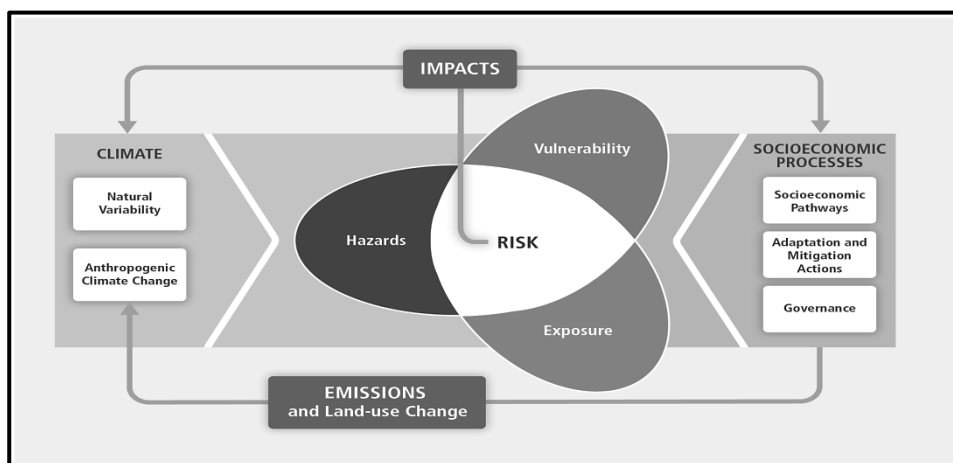 IMPACTS
CLIMATE
Natural
Variability
Anthropogenic
Climate Change
Vulnerability
Hazards
RISK
Exposure
SOCIOECONOMIC
PROCESSES
Socioeconomic
Pathways
Adaptation and
Mitigation
Actions
Governance
EMISSIONS
and Land-use Change